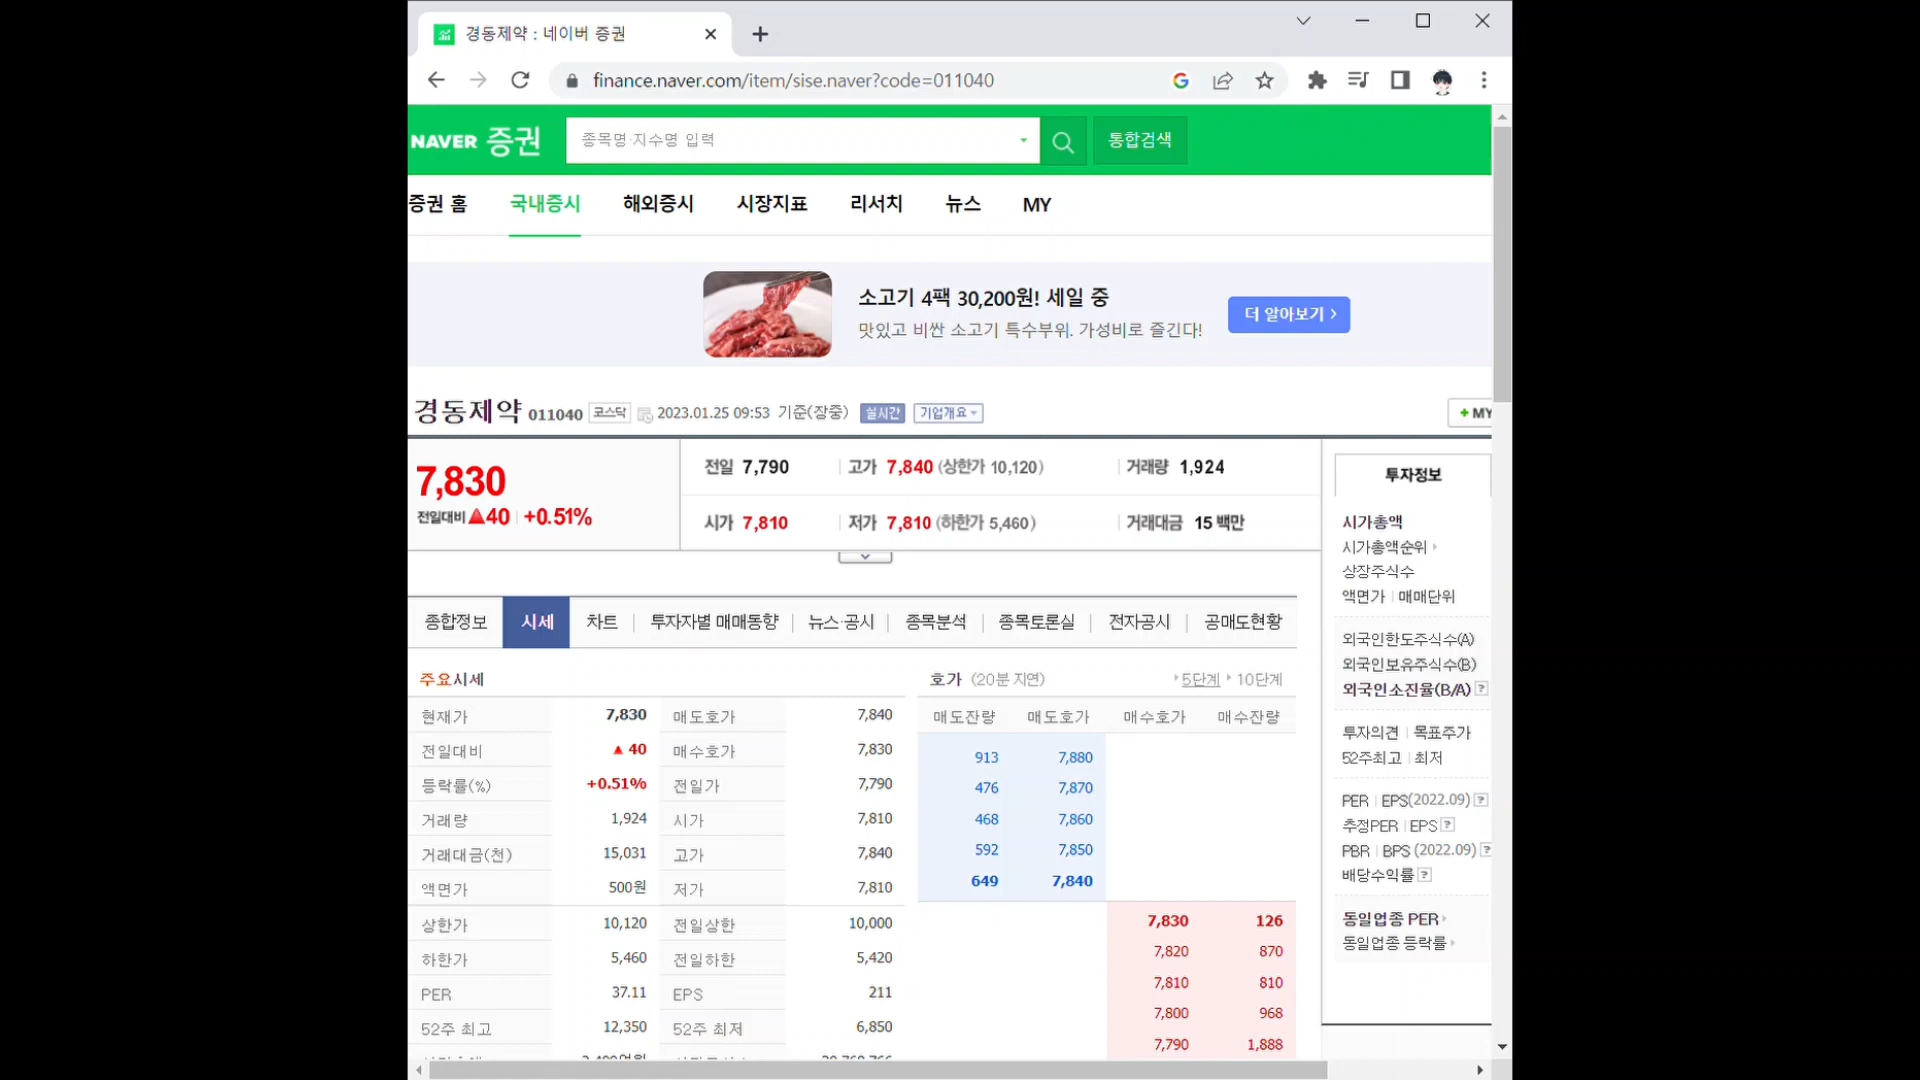 경동제약 : 네이버 증권
finance.naver.com/item/sise.naver?code=011040
NAVER 증권
종목명·지수명 입력
통합검색
증권 홈 국내증시 해외증시 시장지표 리서치 뉴스 MY
소고기 4팩 30,200원! 세일 중
맛있고 비싼 소고기 특수부위. 가성비로 즐긴다!
더 알아보기 >
경동제약 011040 코스닥 2023.01.25 09:53 기준(장중) 실시간 기업개요
+ MY
7,830
전일대비 ▲40 +0.51%
전일 7,790 고가 7,840 (상한가 10,120) 거래량 1,924
시가 7,810 저가 7,810 (하한가 5,460) 거래대금 15 백만
종합정보 시세 차트 투자자별 매매동향 뉴스·공시 종목분석 종목토론실 전자공시 공매도현황
주요시세
현재가 7,830 매도호가 7,840
전일대비 ▲ 40 매수호가 7,830
등락률(%) +0.51% 전일가 7,790
거래량 1,924 시가 7,810
거래대금(천) 15,031 고가 7,840
액면가 500원 저가 7,810
상한가 10,120 전일상한 10,000
하한가 5,460 전일하한 5,420
PER 37.11 EPS 211
52주 최고 12,350 52주 최저 6,850
호가 (20분 지연) 5단계 10단계
매도잔량 매도호가 매수호가 매수잔량
913 7,880
476 7,870
468 7,860
592 7,850
649 7,840
7,830 126
7,820 870
7,810 810
7,800 968
7,790 1,888
투자정보
시가총액
시가총액순위
상장주식수
액면가 | 매매단위
외국인한도주식수(A)
외국인보유주식수(B)
외국인소진율(B/A) ?
투자의견 | 목표주가
52주최고 | 최저
PER | EPS(2022.09) ?
추정PER | EPS ?
PBR | BPS (2022.09) ?
배당수익률 ?
동일업종 PER
동일업종 등락률